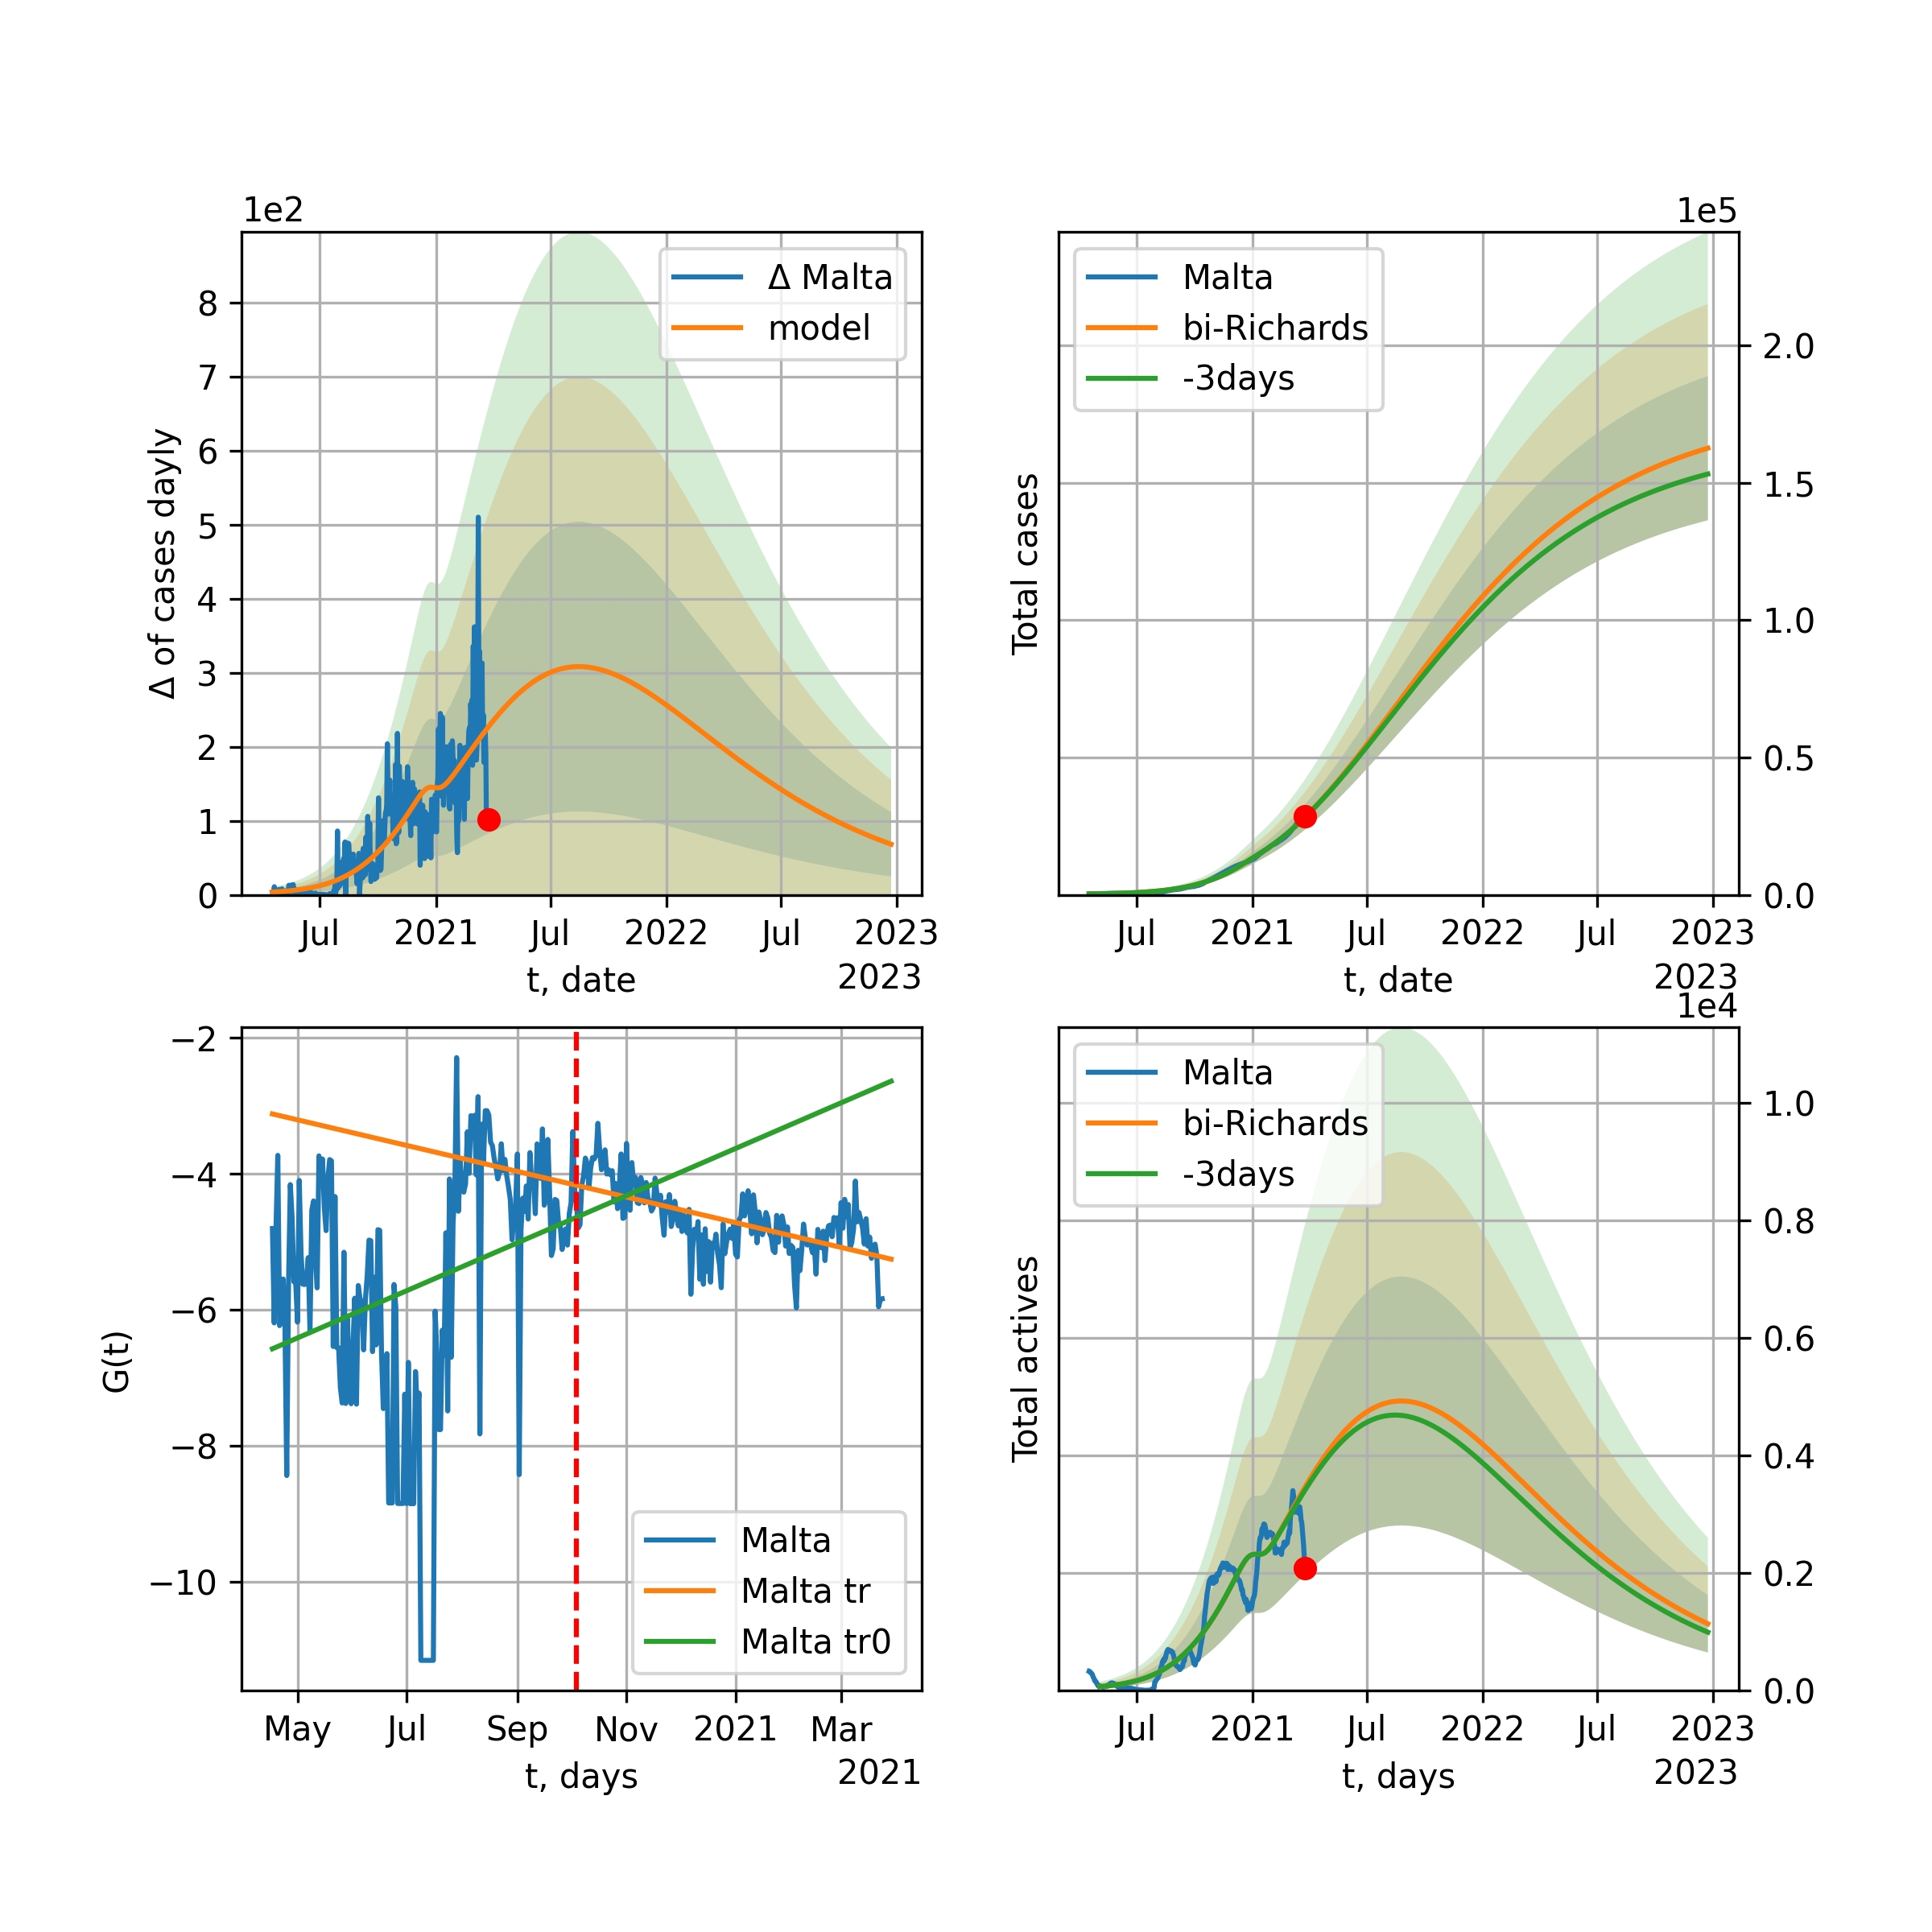 1e2
Δ of cases dayly
8
7
6
5
4
3
2
1
0
Δ Malta
model
Jul
2021
Jul
2022
Jul
2023
2023
t, date
1e5
Total cases
Malta
bi-Richards
-3days
2.0
1.5
1.0
0.5
0.0
Jul
2021
Jul
2022
Jul
2023
2023
t, date
G(t)
−2
−4
−6
−8
−10
Malta
Malta tr
Malta tr0
May
Jul
Sep
Nov
2021
Mar
2021
t, days
1e4
Total actives
Malta
bi-Richards
-3days
1.0
0.8
0.6
0.4
0.2
0.0
Jul
2021
Jul
2022
Jul
2023
2023
t, days